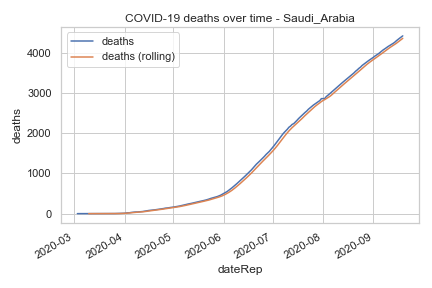 COVID-19 deaths over time - Saudi_Arabia
deaths
deaths (rolling)
deaths
4000
3000
2000
1000
0
2020-03
2020-04
2020-05
2020-06
2020-07
2020-08
2020-09
dateRep